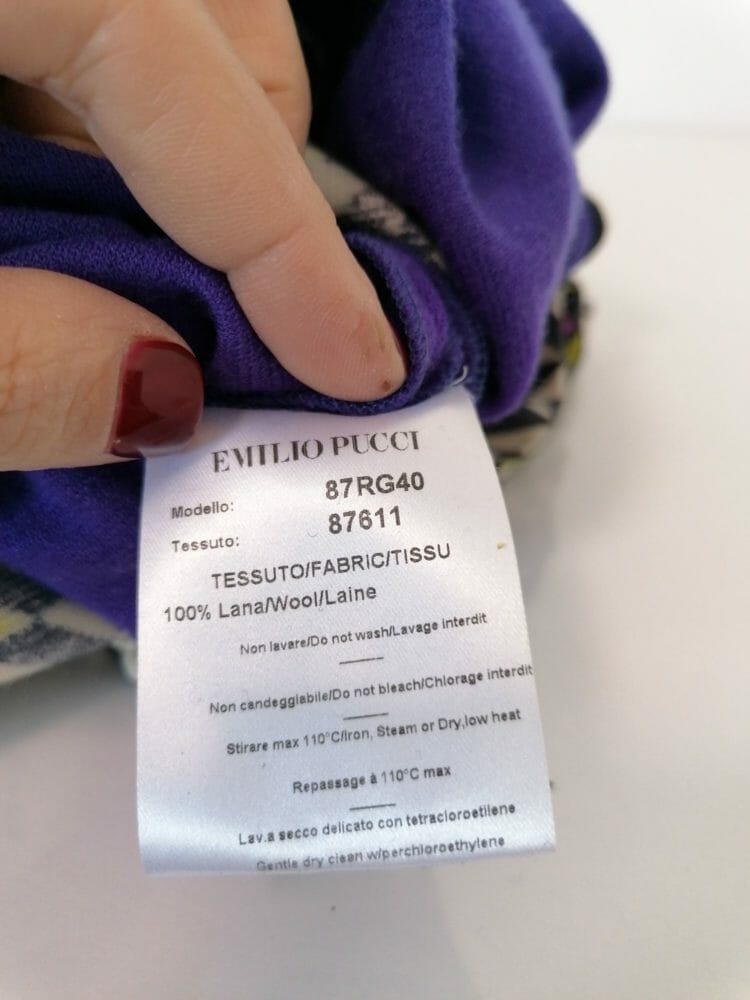 EMILIO PUCCI
Modello: 87RG40
Tessuto: 87611
TESSUTO/FABRIC/TISSU
100% Lana/Wool/Laine
Non lavare/Do not wash/Lavage interdit
Non candeggiabile/Do not bleach/Chlorage interdit
Stirare max 110°C/Iron, Steam or Dry,low heat
Repassage à 110°C max
Lav.a secco delicato con tetracloroetilene
Gentle dry clean w/perchloroethylene